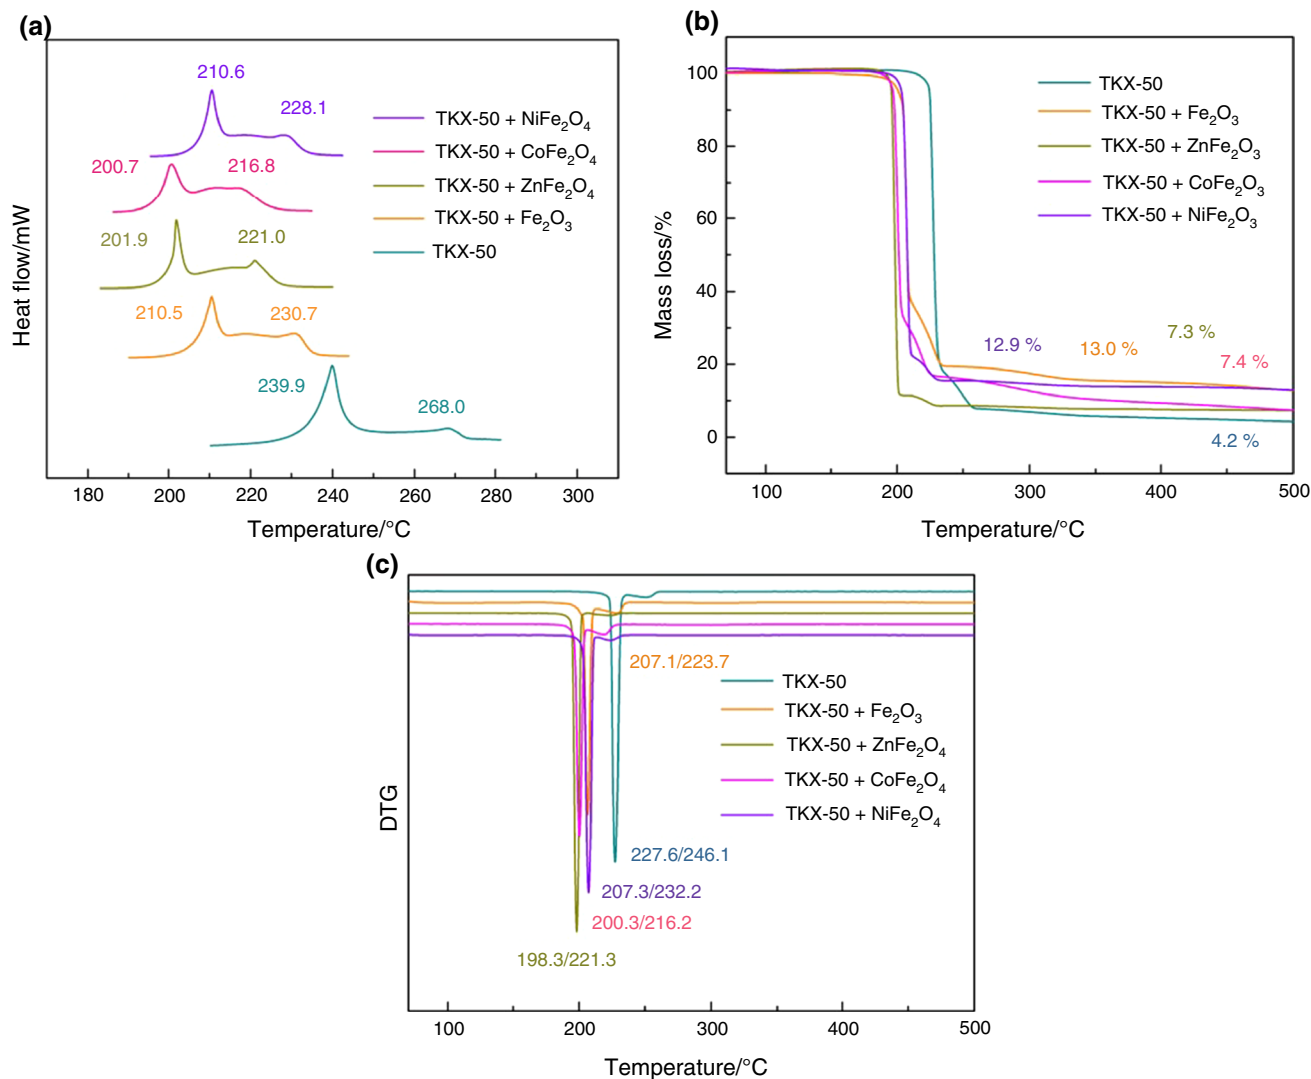 (a)
210.6
228.1
200.7
216.8
201.9
221.0
210.5
230.7
239.9
268.0
TKX-50 + NiFe₂O₄
TKX-50 + CoFe₂O₄
TKX-50 + ZnFe₂O₄
TKX-50 + Fe₂O₃
TKX-50
Heat flow/mW
180 200 220 240 260 280 300
Temperature/°C
(b)
100
80
60
40
20
0
Mass loss/%
TKX-50
TKX-50 + Fe₂O₃
TKX-50 + ZnFe₂O₃
TKX-50 + CoFe₂O₃
TKX-50 + NiFe₂O₃
12.9 %
13.0 %
7.3 %
7.4 %
4.2 %
100 200 300 400 500
Temperature/°C
(c)
DTG
207.1/223.7
TKX-50
TKX-50 + Fe₂O₃
TKX-50 + ZnFe₂O₄
TKX-50 + CoFe₂O₄
TKX-50 + NiFe₂O₄
227.6/246.1
207.3/232.2
200.3/216.2
198.3/221.3
100 200 300 400 500
Temperature/°C